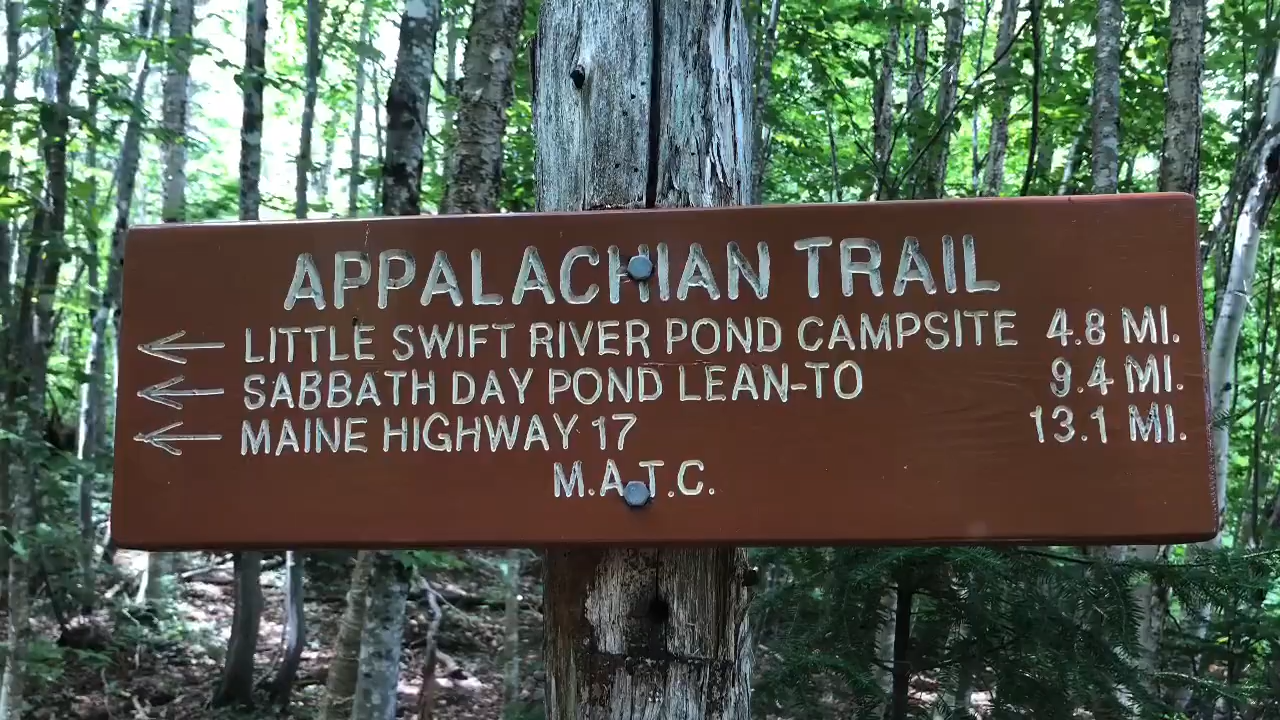 APPALACHIAN TRAIL
← LITTLE SWIFT RIVER POND CAMPSITE 4.8 MI.
← SABBATH DAY POND LEAN-TO 9.4 MI.
← MAINE HIGHWAY 17 13.1 MI.
M.A.T.C.